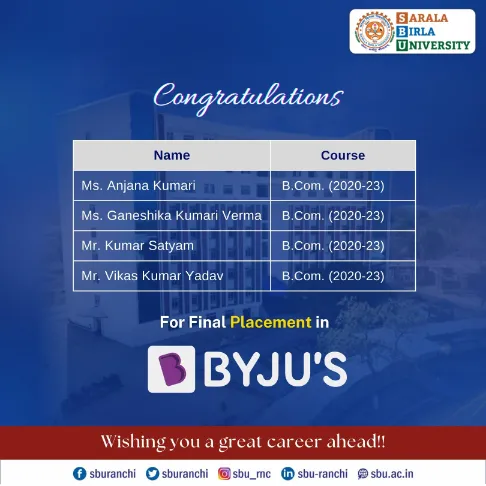 SARALA
BIRLA
UNIVERSITY
Congratulations
Name Course
Ms. Anjana Kumari B.Com. (2020-23)
Ms. Ganeshika Kumari Verma B.Com. (2020-23)
Mr. Kumar Satyam B.Com. (2020-23)
Mr. Vikas Kumar Yadav B.Com. (2020-23)
For Final Placement in
B BYJU'S
Wishing you a great career ahead!!
sburanchi sburanchi sbu_rnc sbu-ranchi sbu.ac.in